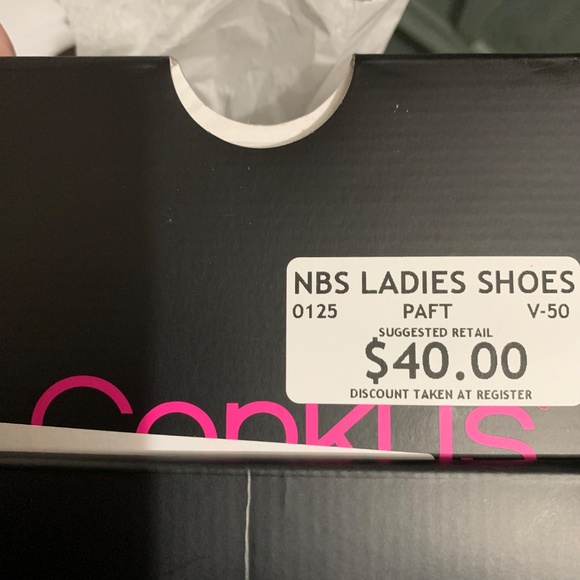 NBS LADIES SHOES
0125 PAFT V-50
SUGGESTED RETAIL
$40.00
DISCOUNT TAKEN AT REGISTER